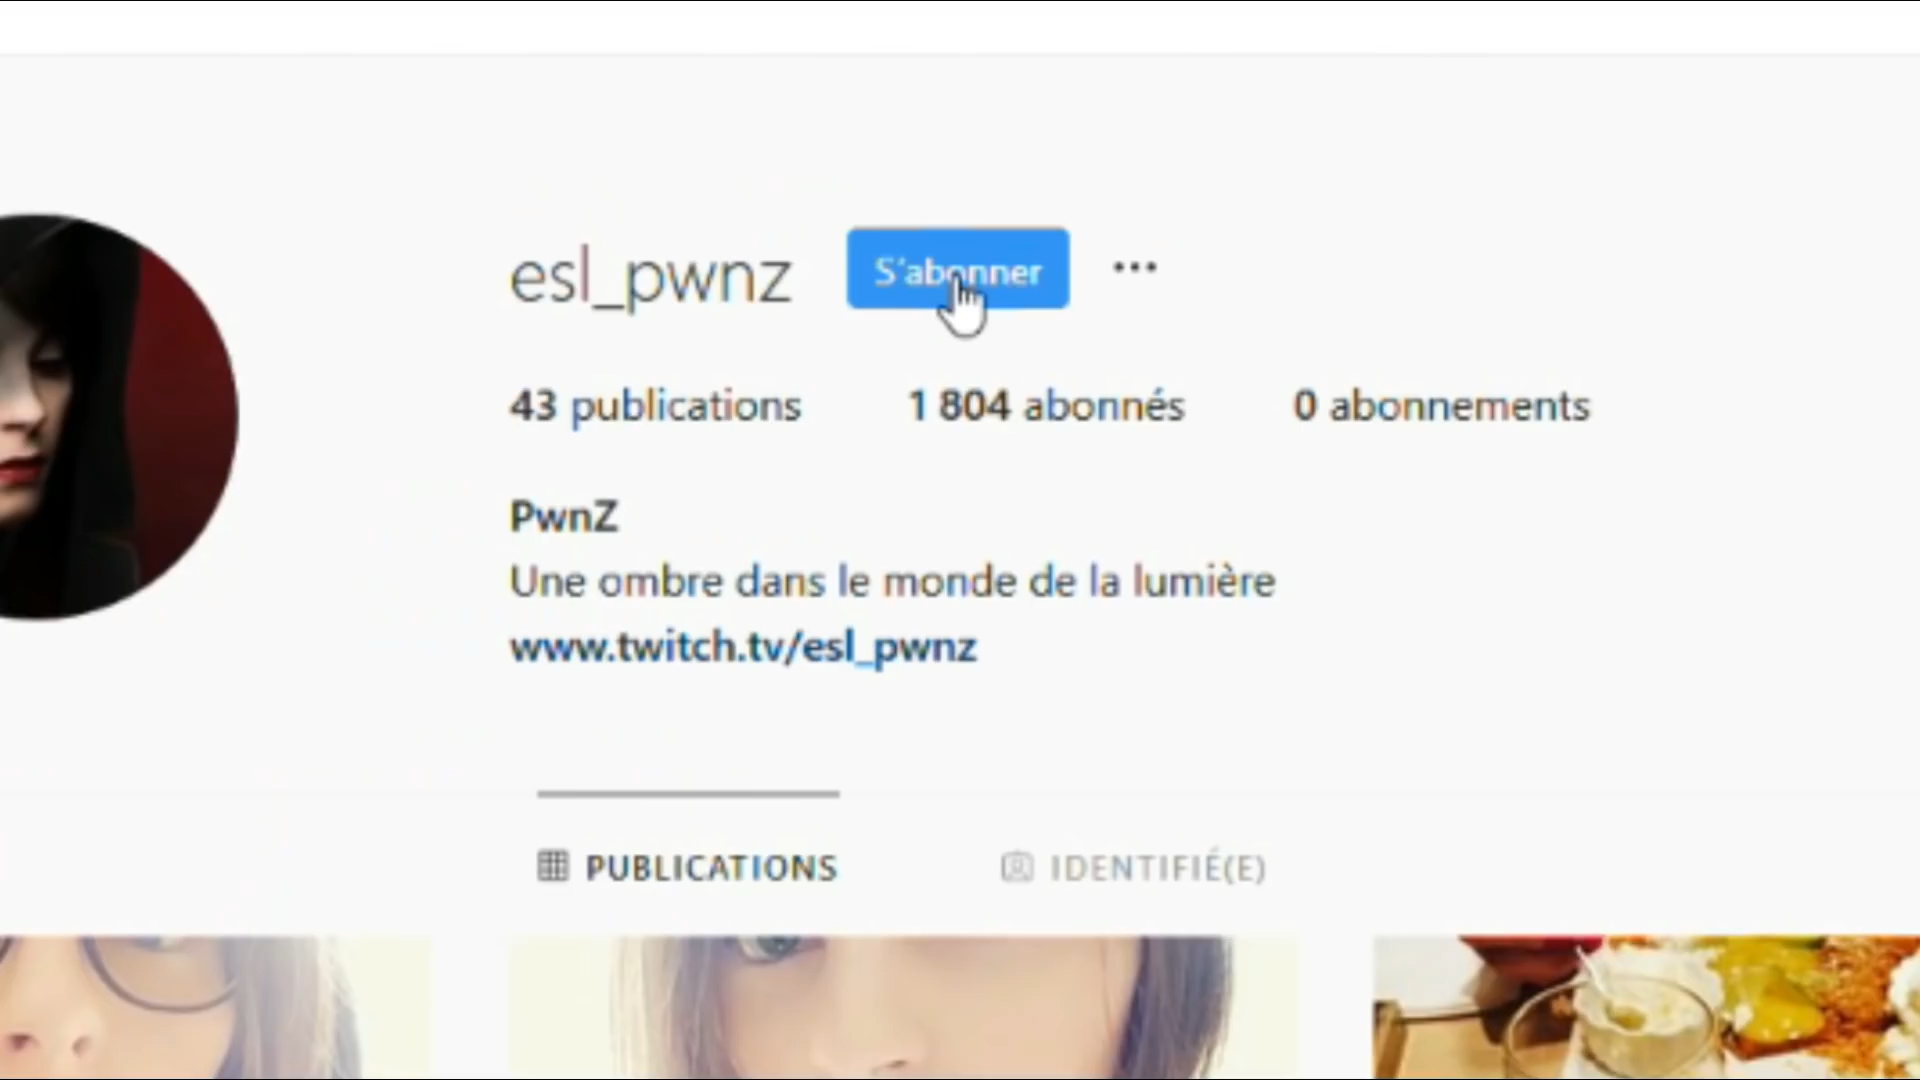 esl_pwnz S'abonner
43 publications 1 804 abonnés 0 abonnements
PwnZ
Une ombre dans le monde de la lumière
www.twitch.tv/esl_pwnz
PUBLICATIONS IDENTIFIÉ(E)